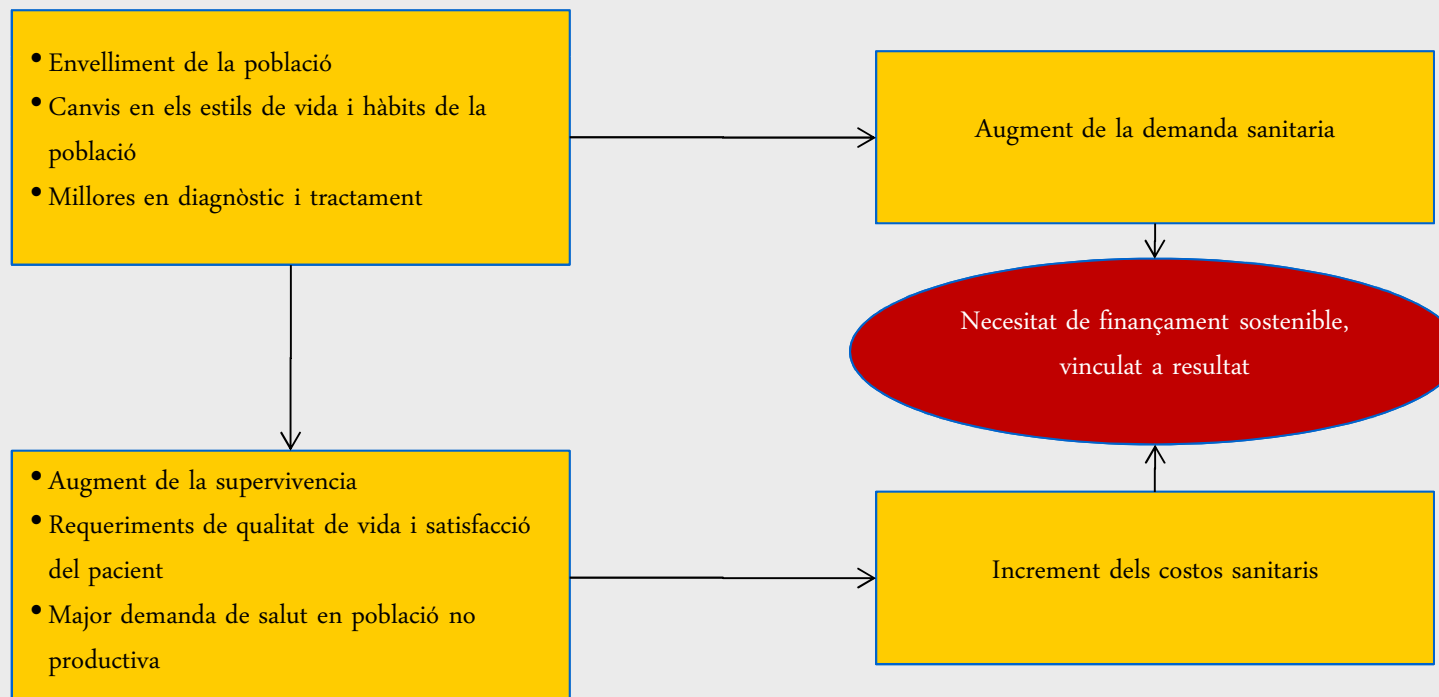 • Envelliment de la població
• Canvis en els estils de vida i hàbits de la
població
• Millores en diagnòstic i tractament
Augment de la demanda sanitaria
Necesitat de finançament sostenible,
vinculat a resultat
• Augment de la supervivencia
• Requeriments de qualitat de vida i satisfacció
del pacient
• Major demanda de salut en població no
productiva
Increment dels costos sanitaris